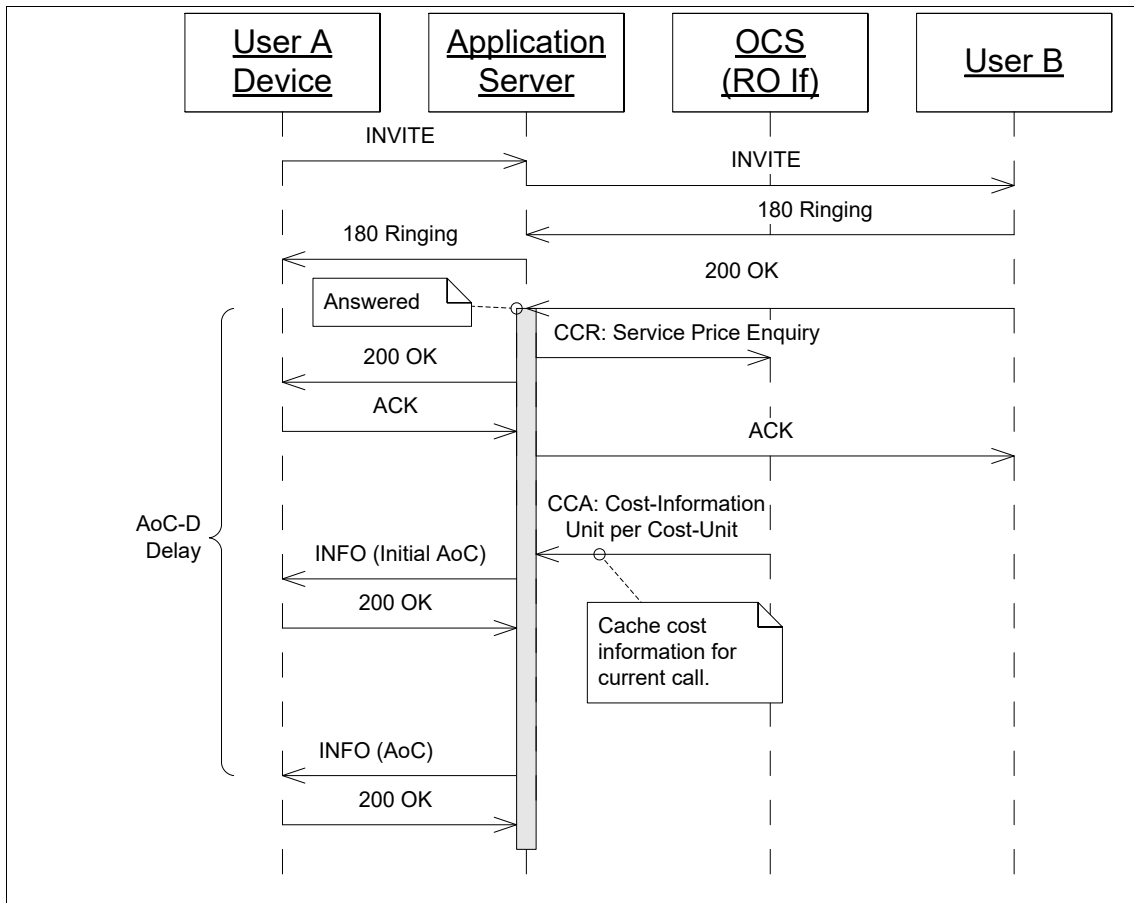 User A
Device
Application
Server
OCS
(RO If)
User B
INVITE
INVITE
180 Ringing
180 Ringing
200 OK
Answered
CCR: Service Price Enquiry
200 OK
ACK
ACK
CCA: Cost-Information
Unit per Cost-Unit
AoC-D
Delay
INFO (Initial AoC)
200 OK
Cache cost
information for
current call.
INFO (AoC)
200 OK